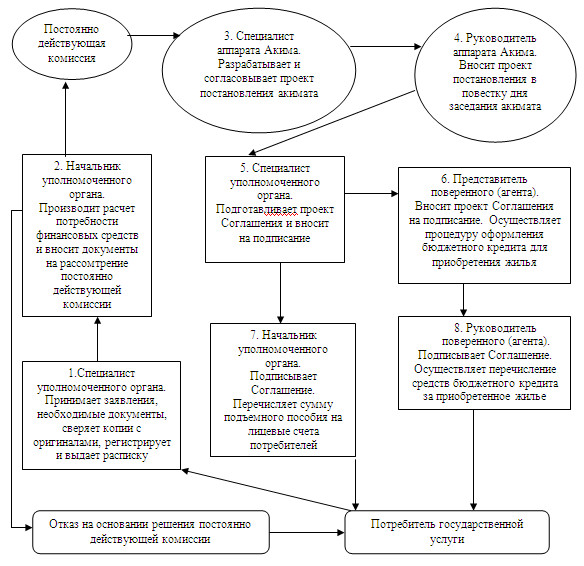 Постоянно
действующая
комиссия
3. Специалист
аппарата Акима.
Разрабатывает и
согласовывает проект
постановления акимата
4. Руководитель
аппарата Акима.
Вносит проект
постановления в
повестку дня
заседания акимата
2. Начальник
уполномоченного
органа.
Производит расчет
потребности
финансовых средств
и вносит документы
на рассмотрение
постоянно
действующей
комиссии
5. Специалист
уполномоченного
органа.
Подготавливает проект
Соглашения и вносит
на подписание
6. Представитель
поверенного (агента).
Вносит проект Соглашения
на подписание. Осуществляет
процедуру оформления
бюджетного кредита для
приобретения жилья
1.Специалист
уполномоченного органа.
Принимает заявления,
необходимые документы,
сверяет копии с
оригиналами, регистрирует
и выдает расписку
7. Начальник
уполномоченного
органа.
Подписывает
Соглашение.
Перечисляет сумму
подъемного пособия на
лицевые счета
потребителей
8. Руководитель
поверенного (агента).
Подписывает Соглашение.
Осуществляет перечисление
средств бюджетного кредита
за приобретенное жилье
Отказ на основании решения постоянно
действующей комиссии
Потребитель государственной
услуги